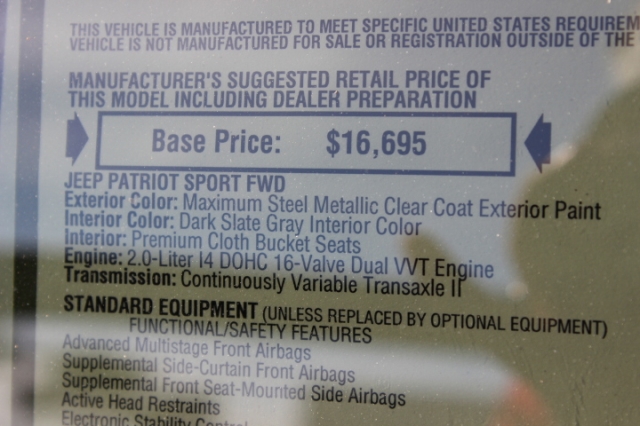 THIS VEHICLE IS MANUFACTURED TO MEET SPECIFIC UNITED STATES REQUIREM
VEHICLE IS NOT MANUFACTURED FOR SALE OR REGISTRATION OUTSIDE OF THE
MANUFACTURER'S SUGGESTED RETAIL PRICE OF
THIS MODEL INCLUDING DEALER PREPARATION
Base Price: $16,695
JEEP PATRIOT SPORT FWD
Exterior Color: Maximum Steel Metallic Clear Coat Exterior Paint
Interior Color: Dark Slate Gray Interior Color
Interior: Premium Cloth Bucket Seats
Engine: 2.0-Liter I4 DOHC 16-Valve Dual VVT Engine
Transmission: Continuously Variable Transaxle II
STANDARD EQUIPMENT (UNLESS REPLACED BY OPTIONAL EQUIPMENT)
FUNCTIONAL/SAFETY FEATURES
Advanced Multistage Front Airbags
Supplemental Side-Curtain Front Airbags
Supplemental Front Seat-Mounted Side Airbags
Active Head Restraints
Electronic Stability Control